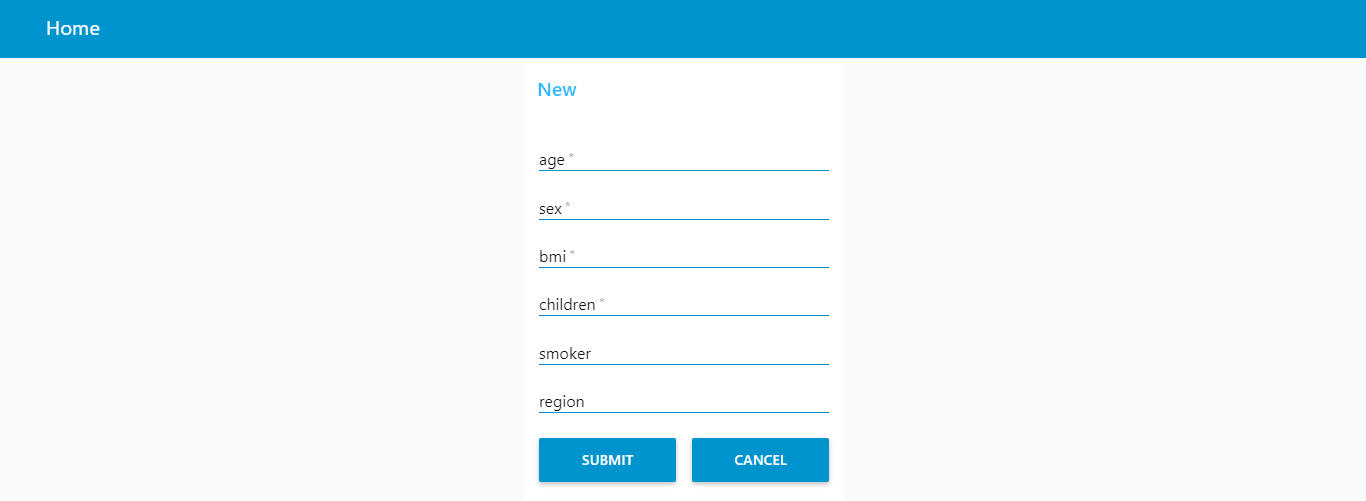 Home
New
age *
sex *
bmi *
children *
smoker
region
SUBMIT CANCEL